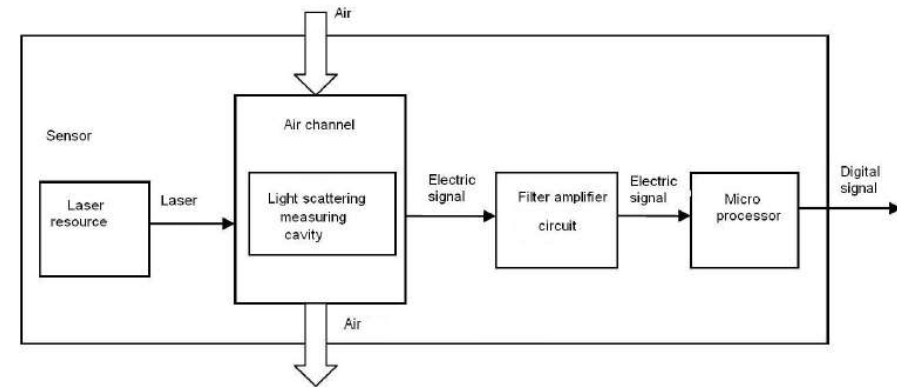 Air
Sensor
Laser
resource
Laser
Air channel
Light scattering
measuring
cavity
Electric
signal
Filter amplifier
circuit
Electric
signal
Micro
processor
Digital
signal
Air